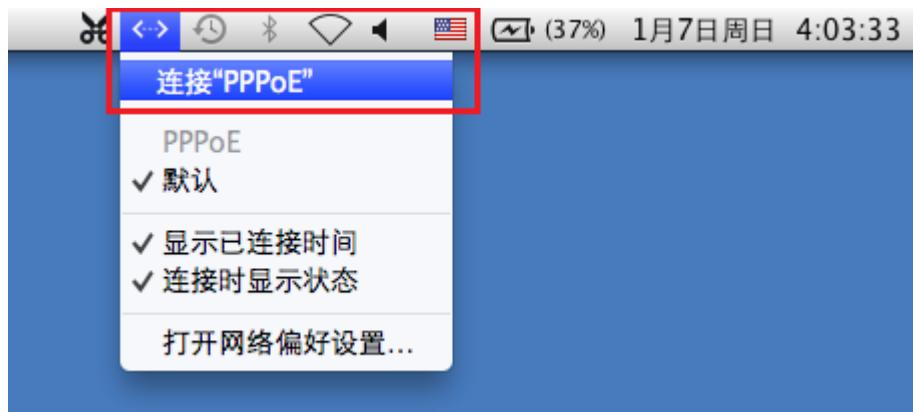 (37%) 1月7日周日 4:03:33
连接“PPPoE”
PPPoE
默认
显示已连接时间
连接时显示状态
打开网络偏好设置...